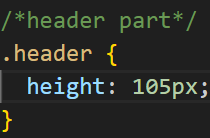 /*header part*/
.header {
  height: 105px;
}